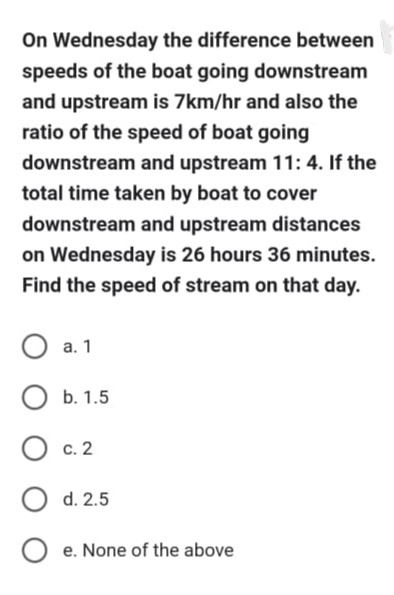 On Wednesday the difference between
speeds of the boat going downstream
and upstream is 7km/hr and also the
ratio of the speed of boat going
downstream and upstream 11: 4. If the
total time taken by boat to cover
downstream and upstream distances
on Wednesday is 26 hours 36 minutes.
Find the speed of stream on that day.
a. 1
b. 1.5
c. 2
d. 2.5
e. None of the above